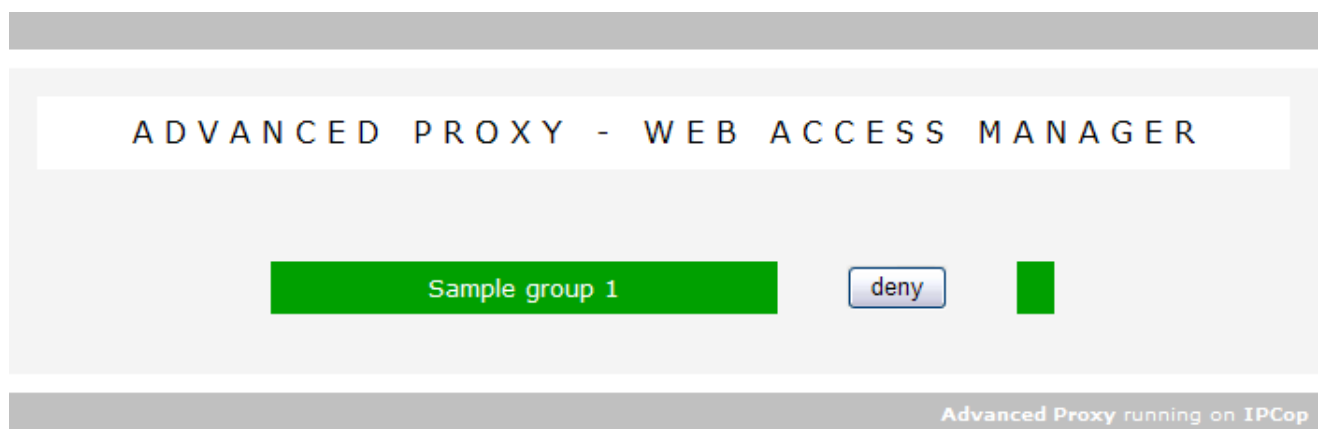 ADVANCED PROXY - WEB ACCESS MANAGER
Sample group 1 deny
Advanced Proxy running on IPCop